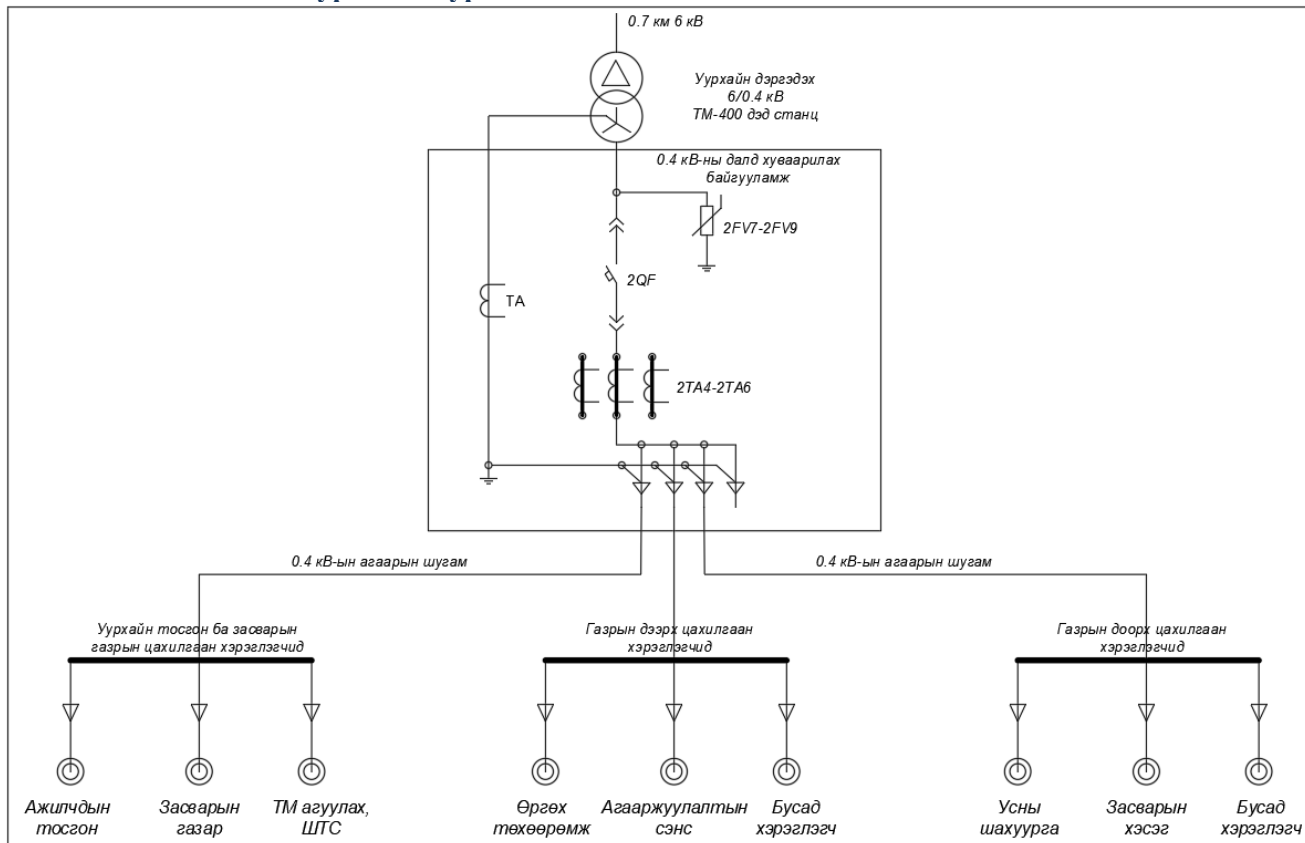 0.7 км 6 кВ
Уурхайн дэргэдэх
6/0.4 кВ
ТМ-400 дэд станц
0.4 кВ-ны далд хуваарилах
байгууламж
2FV7-2FV9
2QF
ТА
2ТА4-2ТА6
0.4 кВ-ын агаарын шугам
0.4 кВ-ын агаарын шугам
Уурхайн тосгон ба засварын
газрын цахилгаан хэрэглэгчид
Газрын дээрх цахилгаан
хэрэглэгчид
Газрын доорх цахилгаан
хэрэглэгчид
Ажилчдын
тосгон
Засварын
газар
ТМ агуулах,
ШТС
Өргөх
төхөөрөмж
Агааржуулалтын
сэнс
Бусад
хэрэглэгч
Усны
шахуурга
Засварын
хэсэг
Бусад
хэрэглэгч